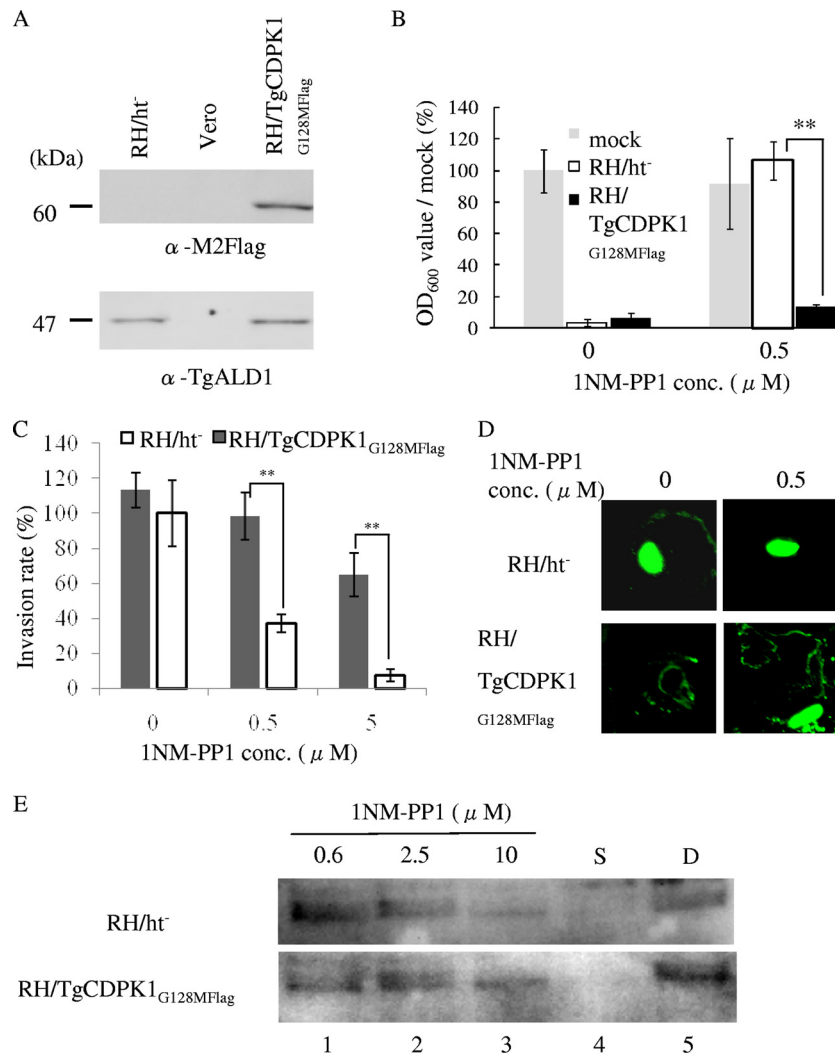 A
RH/ht-
Vero
RH/TgCDPK1
G128MFlag
(kDa)
60
α-M2Flag
47
α-TgALD1
B
OD600 value / mock (%)
140
120
100
80
60
40
20
0
mock
RH/ht-
RH/
TgCDPK1
G128MFlag
**
0
0.5
1NM-PP1 conc. ( μ M)
C
Invasion rate (%)
140
120
100
80
60
40
20
0
RH/ht-
RH/TgCDPK1G128MFlag
**
**
0
0.5
5
1NM-PP1 conc. ( μ M)
D
1NM-PP1
conc. ( μ M)
0
0.5
RH/ht-
RH/
TgCDPK1
G128MFlag
E
1NM-PP1 ( μ M)
0.6
2.5
10
S
D
RH/ht-
RH/TgCDPK1G128MFlag
1
2
3
4
5